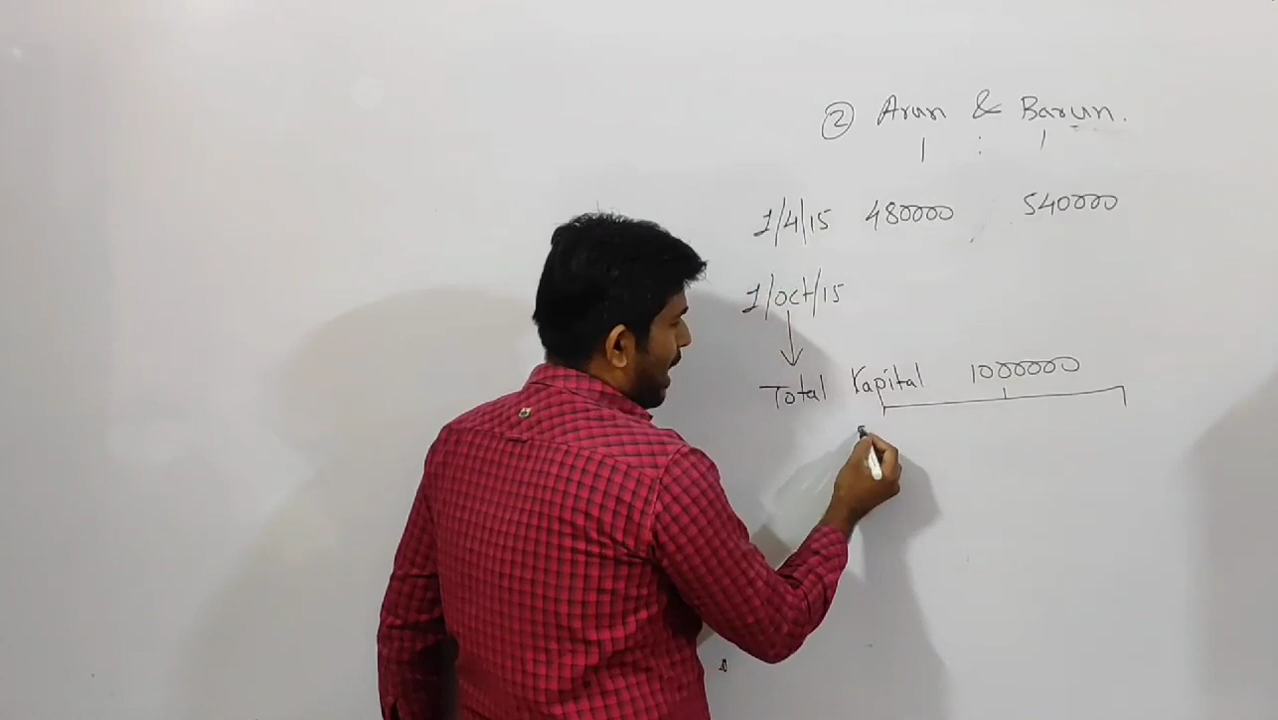 ② Arun & Barun.
1 : 1
1/4/15 480000 540000
1/oct/15
Total Kapital 1000000